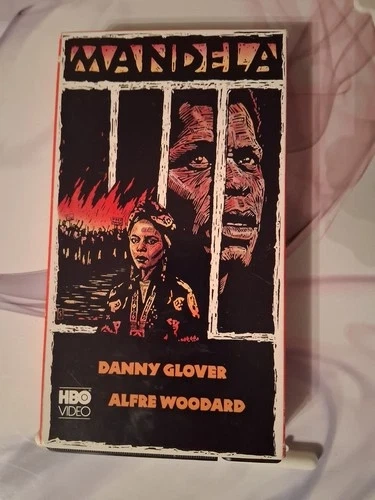 MANDELA
DANNY GLOVER
ALFRE WOODARD
HBO
VIDEO